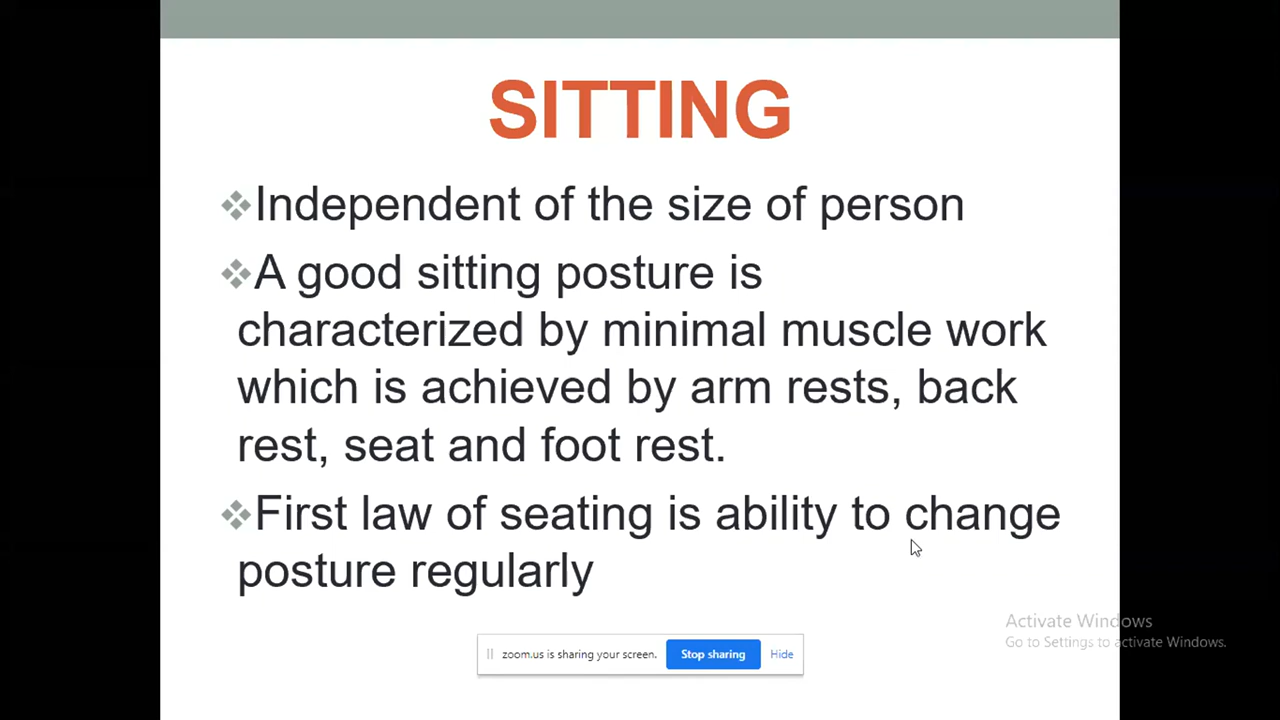 SITTING
Independent of the size of person
A good sitting posture is
characterized by minimal muscle work
which is achieved by arm rests, back
rest, seat and foot rest.
First law of seating is ability to change
posture regularly
Activate Windows
Go to Settings to activate Windows.
zoom.us is sharing your screen. Stop sharing Hide